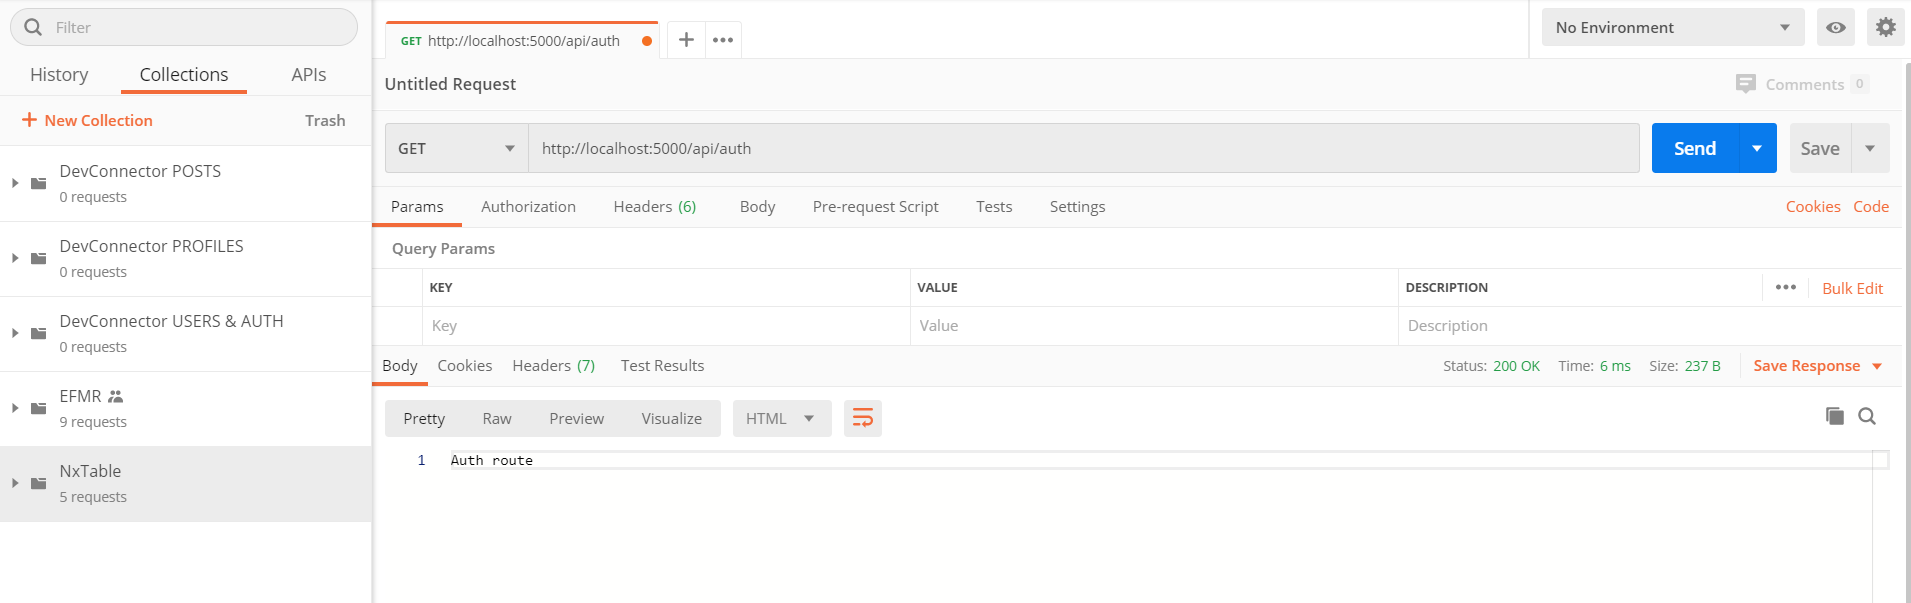 Filter
History Collections APIs
New Collection Trash
DevConnector POSTS
0 requests
DevConnector PROFILES
0 requests
DevConnector USERS & AUTH
0 requests
EFMR
9 requests
NxTable
5 requests
GET http://localhost:5000/api/auth
No Environment
Untitled Request
Comments 0
GET http://localhost:5000/api/auth Send Save
Params Authorization Headers (6) Body Pre-request Script Tests Settings Cookies Code
Query Params
KEY VALUE DESCRIPTION Bulk Edit
Key Value Description
Body Cookies Headers (7) Test Results Status: 200 OK Time: 6 ms Size: 237 B Save Response
Pretty Raw Preview Visualize HTML
1 Auth route